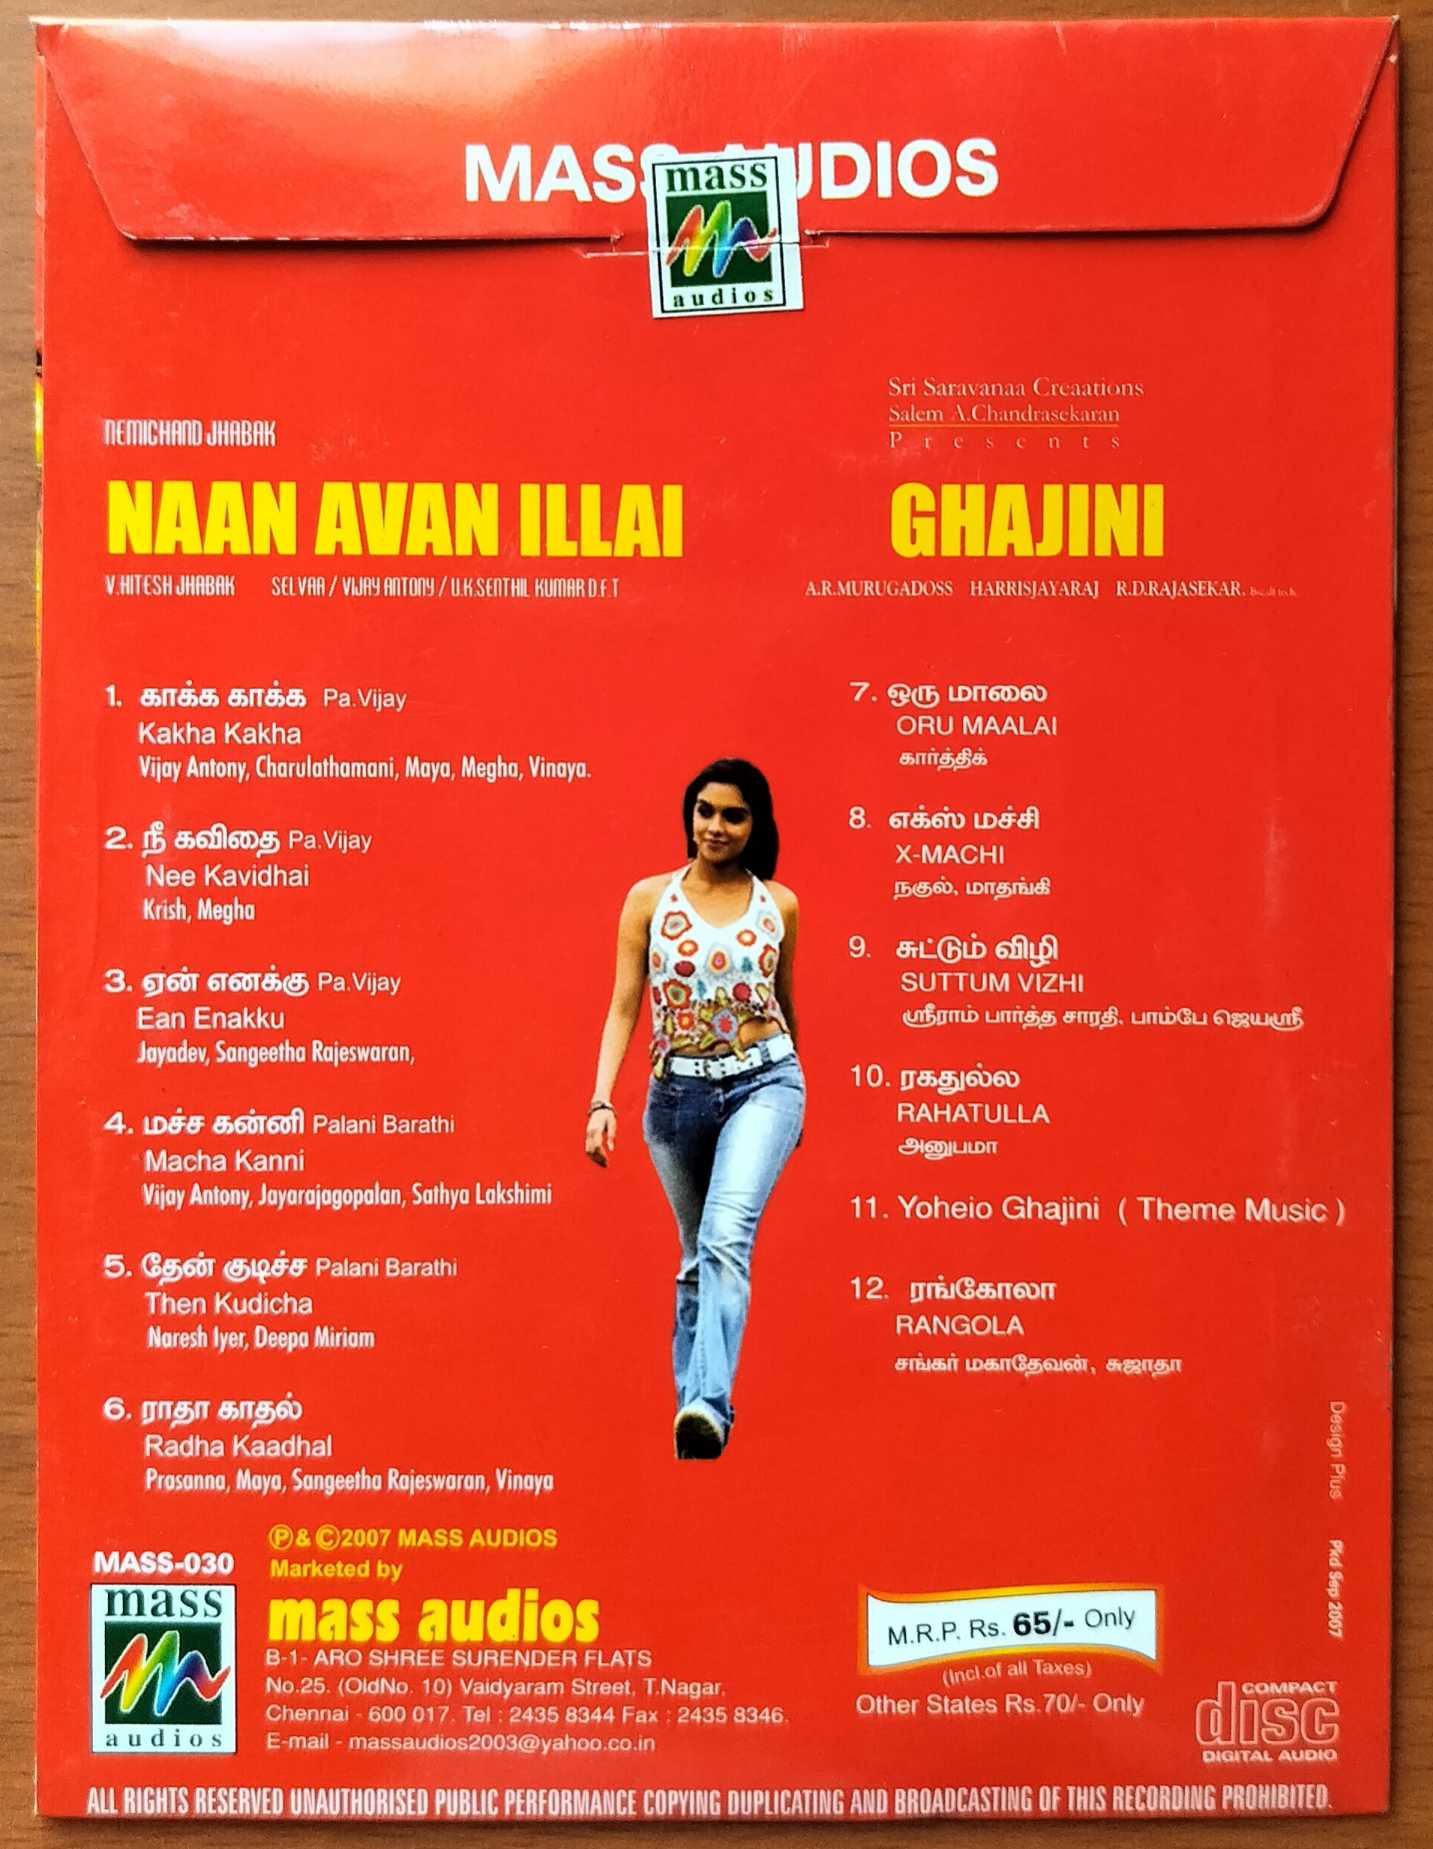 MASS AUDIOS
mass
audios
NEMICHAND JHABAK
NAAN AVAN ILLAI
V.HITESH JHABAK SELVAA / VIJAY ANTONY / U.K.SENTHIL KUMAR D.F.T
1. காக்க காக்க Pa.Vijay
Kakha Kakha
Vijay Antony, Charulathamani, Maya, Megha, Vinaya.
2. நீ கவிதை Pa.Vijay
Nee Kavidhai
Krish, Megha
3. ஏன் எனக்கு Pa.Vijay
Ean Enakku
Jayadev, Sangeetha Rajeswaran,
4. மச்ச கன்னி Palani Barathi
Macha Kanni
Vijay Antony, Jayarajagopalan, Sathya Lakshimi
5. தேன் குடிச்ச Palani Barathi
Then Kudicha
Naresh Iyer, Deepa Miriam
6. ராதா காதல்
Radha Kaadhal
Prasanna, Maya, Sangeetha Rajeswaran, Vinaya
Sri Saravanaa Creaations
Salem A.Chandrasekaran
Presents
GHAJINI
A.R.MURUGADOSS HARRISJAYARAJ R.D.RAJASEKAR.
7. ஒரு மாலை
ORU MAALAI
கார்த்திக்
8. எக்ஸ் மச்சி
X-MACHI
நகுல், மாதங்கி
9. சுட்டும் விழி
SUTTUM VIZHI
ஸ்ரீராம் பார்த்த சாரதி, பாம்பே ஜெயஸ்ரீ
10. ரகதுல்ல
RAHATULLA
அனுபமா
11. Yoheio Ghajini ( Theme Music )
12. ரங்கோலா
RANGOLA
சங்கர் மகாதேவன், சுஜாதா
Design Plus
Pkd Sep 2007
MASS-030
mass
audios
Ⓟ & ©2007 MASS AUDIOS
Marketed by
mass audios
B-1- ARO SHREE SURENDER FLATS
No.25. (OldNo. 10) Vaidyaram Street, T.Nagar,
Chennai - 600 017. Tel : 2435 8344 Fax : 2435 8346.
E-mail - massaudios2003@yahoo.co.in
M.R.P. Rs. 65/- Only
(Incl.of all Taxes)
Other States Rs.70/- Only
COMPACT
disc
DIGITAL AUDIO
ALL RIGHTS RESERVED UNAUTHORISED PUBLIC PERFORMANCE COPYING DUPLICATING AND BROADCASTING OF THIS RECORDING PROHIBITED.